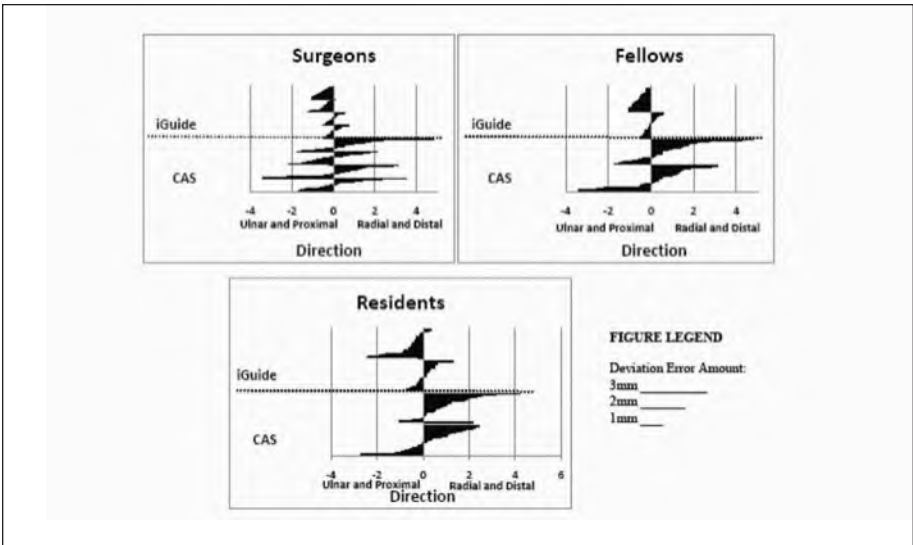 Surgeons
iGuide
CAS
-4 -2 0 2 4
Ulnar and Proximal Radial and Distal
Direction
Fellows
iGuide
CAS
-4 -2 0 2 4
Ulnar and Proximal Radial and Distal
Direction
Residents
iGuide
CAS
-4 -2 0 2 4 6
Ulnar and Proximal Radial and Distal
Direction
FIGURE LEGEND
Deviation Error Amount:
3mm
2mm
1mm